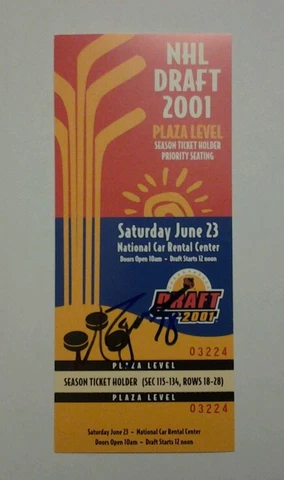 NHL
DRAFT
2001
PLAZA LEVEL
SEASON TICKET HOLDER
PRIORITY SEATING
Saturday June 23
National Car Rental Center
Doors Open 10am - Draft Starts 12 noon
DRAFT
2001
03224
PLAZA LEVEL
SEASON TICKET HOLDER (SEC 115-134, ROWS 18-28)
PLAZA LEVEL
03224
Saturday June 23 - National Car Rental Center
Doors Open 10am - Draft Starts 12 noon